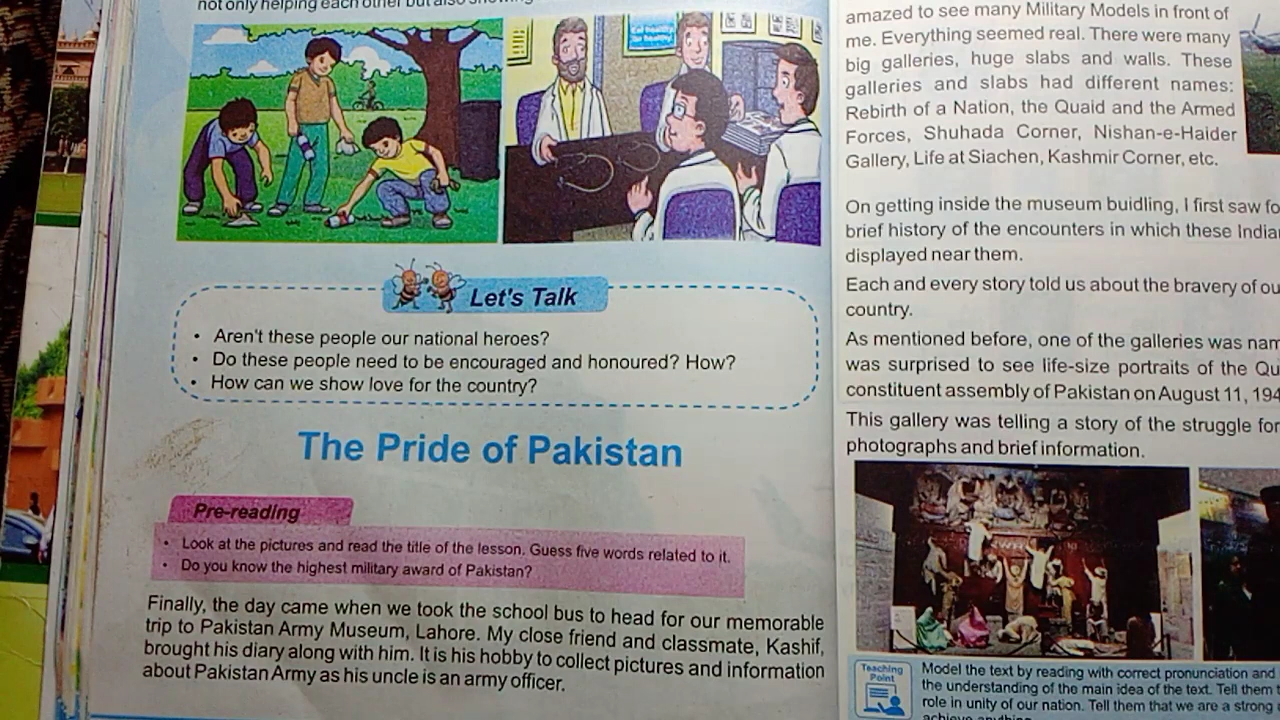 not only helping each other but also
Eat healthy
Let's Talk
• Aren't these people our national heroes?
• Do these people need to be encouraged and honoured? How?
• How can we show love for the country?
The Pride of Pakistan
Pre-reading
• Look at the pictures and read the title of the lesson. Guess five words related to it.
• Do you know the highest military award of Pakistan?
Finally, the day came when we took the school bus to head for our memorable
trip to Pakistan Army Museum, Lahore. My close friend and classmate, Kashif,
brought his diary along with him. It is his hobby to collect pictures and information
about Pakistan Army as his uncle is an army officer.
amazed to see many Military Models in front of
me. Everything seemed real. There were many
big galleries, huge slabs and walls. These
galleries and slabs had different names:
Rebirth of a Nation, the Quaid and the Armed
Forces, Shuhada Corner, Nishan-e-Haider
Gallery, Life at Siachen, Kashmir Corner, etc.
On getting inside the museum buidling, I first saw
brief history of the encounters in which these
displayed near them.
Each and every story told us about the bravery of
country.
As mentioned before, one of the galleries was
was surprised to see life-size portraits of the
constituent assembly of Pakistan on August 11,
This gallery was telling a story of the struggle for
photographs and brief information.
Teaching
Point
Model the text by reading with correct pronunciation and
the understanding of the main idea of the text. Tell them
role in unity of our nation. Tell them that we are a strong